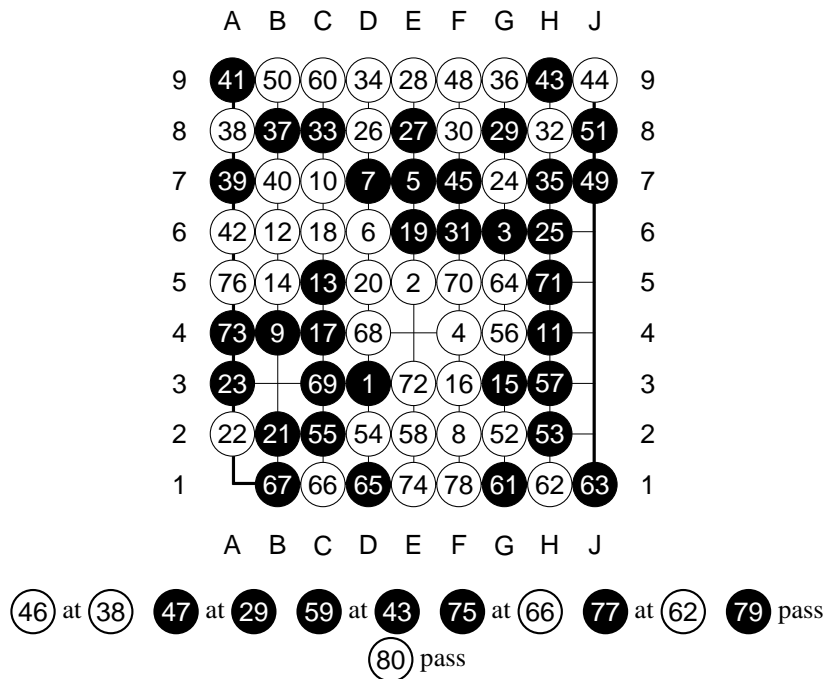 A B C D E F G H J
9 41 50 60 34 28 48 36 43 44 9
8 38 37 33 26 27 30 29 32 51 8
7 39 40 10 7 5 45 24 35 49 7
6 42 12 18 6 19 31 3 25 6
5 76 14 13 20 2 70 64 71 5
4 73 9 17 68 4 56 11 4
3 23 69 1 72 16 15 57 3
2 22 21 55 54 58 8 52 53 2
1 67 66 65 74 78 61 62 63 1
A B C D E F G H J
46 at 38 47 at 29 59 at 43 75 at 66 77 at 62 79 pass
80 pass